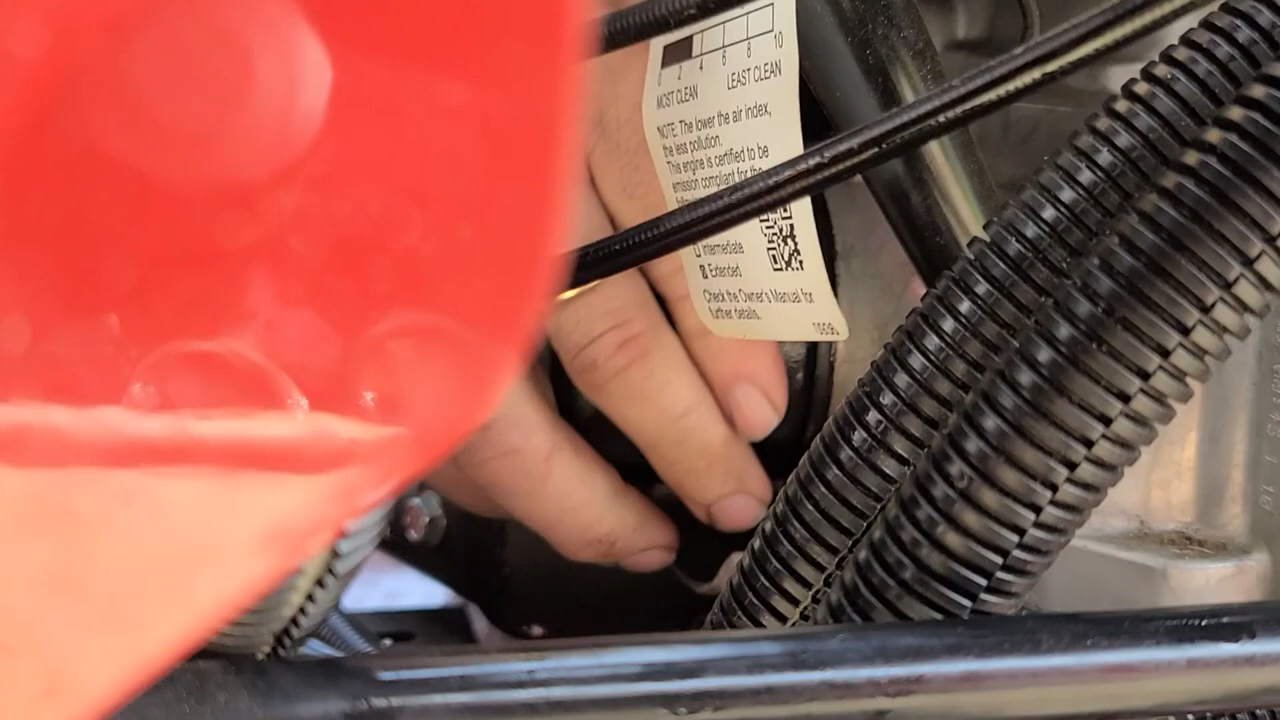 0 2 4 6 8 10
MOST CLEAN LEAST CLEAN
NOTE: The lower the air index,
the less pollution.
This engine is certified to be
emission compliant for the
Intermediate
Extended
Check the Owner's Manual for
further details.